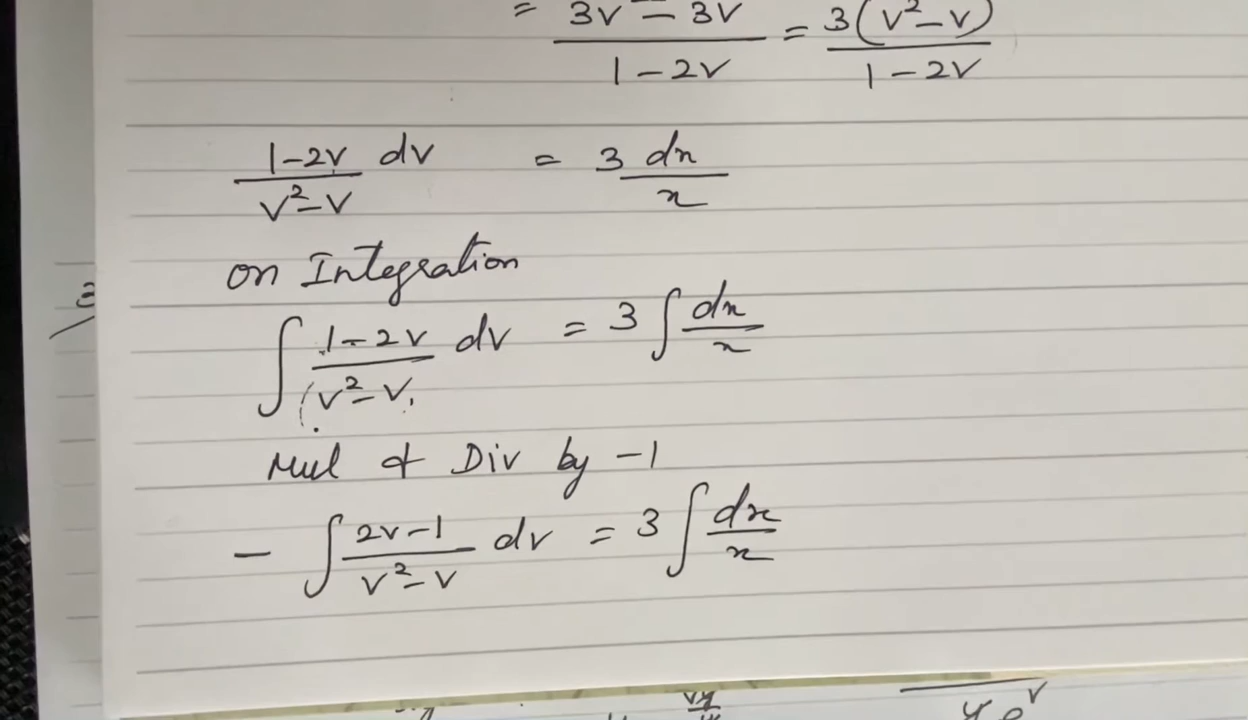 = 3v² - 3v / 1 - 2v = 3(v² - v) / 1 - 2v
1-2v / v²-v dv = 3 dx / x
on Integration
∫ 1-2v / v²-v dv = 3 ∫ dx / x
Mul & Div by -1
- ∫ 2v-1 / v²-v dv = 3 ∫ dx / x